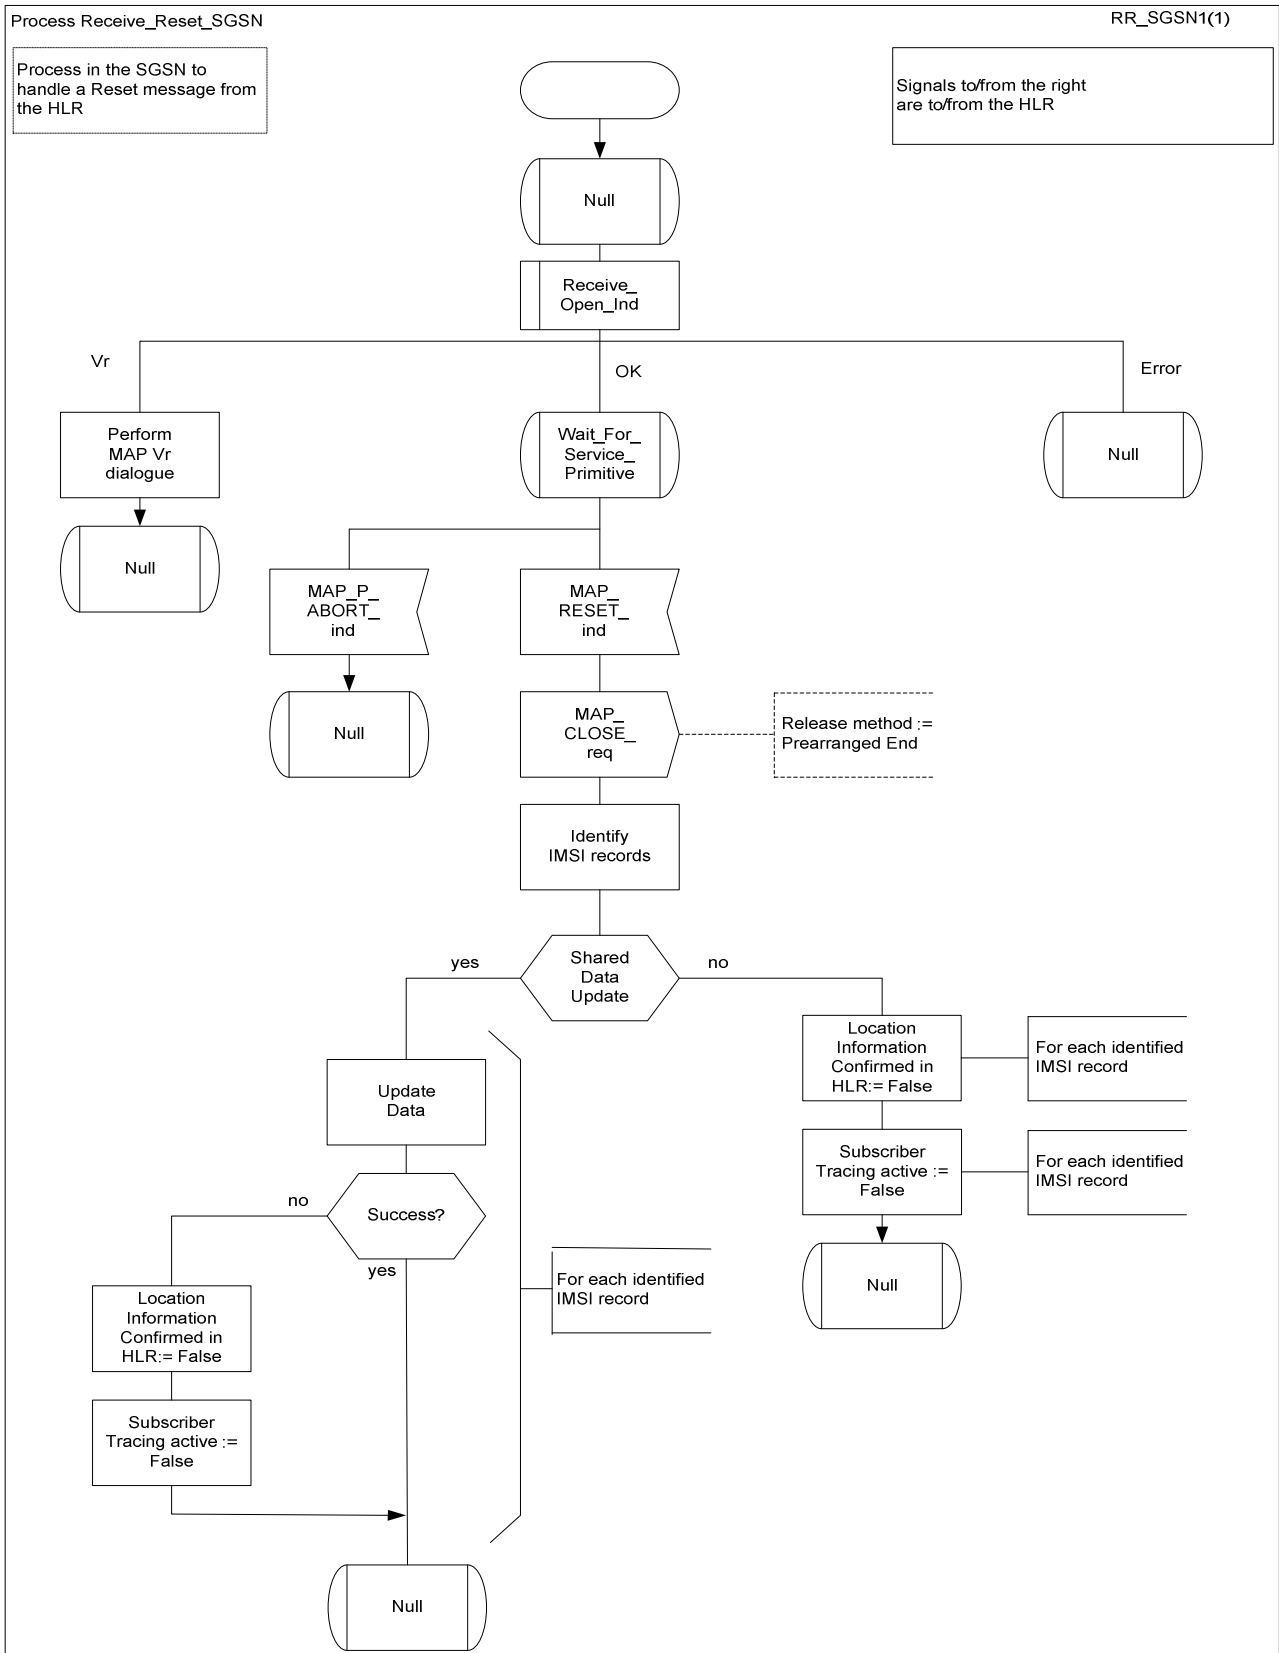 Process Receive_Reset_SGSN
RR_SGSN1(1)
Process in the SGSN to
handle a Reset message from
the HLR
Signals to/from the right
are to/from the HLR
Null
Receive_
Open_Ind
Vr
OK
Error
Perform
MAP Vr
dialogue
Wait_For_
Service_
Primitive
Null
Null
MAP_P_
ABORT_
ind
MAP_
RESET_
ind
Null
MAP_
CLOSE_
req
Release method :=
Prearranged End
Identify
IMSI records
yes
Shared
Data
Update
no
Location
Information
Confirmed in
HLR:= False
For each identified
IMSI record
Update
Data
Subscriber
Tracing active :=
False
For each identified
IMSI record
no
Success?
yes
Null
For each identified
IMSI record
Location
Information
Confirmed in
HLR:= False
Subscriber
Tracing active :=
False
Null